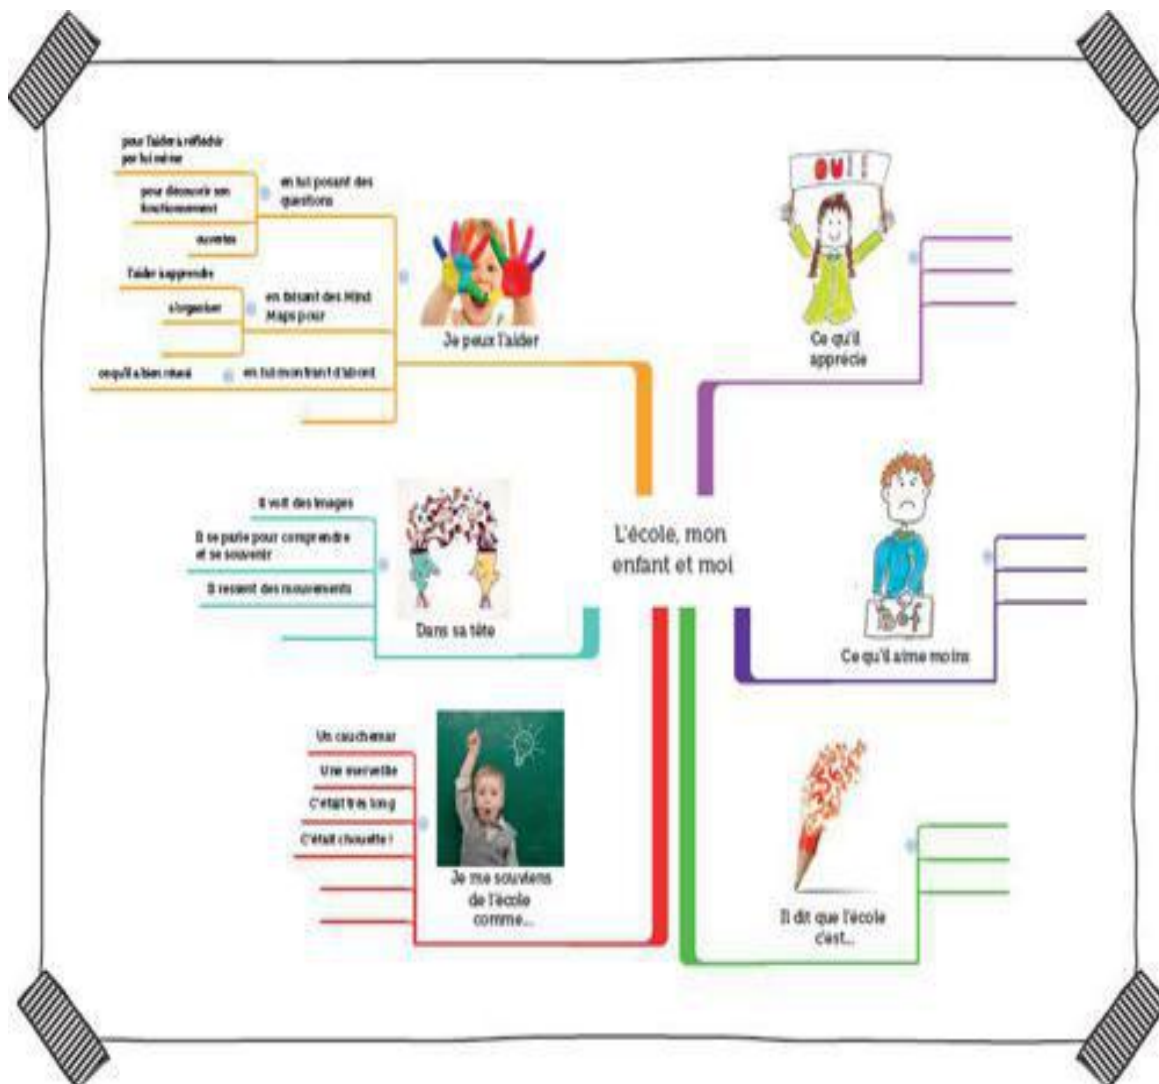 pour l'aider à réfléchir
par lui même
pour découvrir son
fonctionnement
ouvertes
en lui posant des
questions
l'aider à apprendre
s'organiser
en faisant des Mind
Maps pour
ce qu'il a bien réussi
en lui montrant d'abord
Je peux l'aider
OUI !
Ce qu'il
apprécie
L'école, mon
enfant et moi
Il voit des images
Il se parle pour comprendre
et se souvenir
Il ressent des mouvements
Dans sa tête
bof
Ce qu'il aime moins
Un cauchemar
Une merveille
C'était très long
C'était chouette !
Je me souviens
de l'école
comme...
Il dit que l'école
c'est...